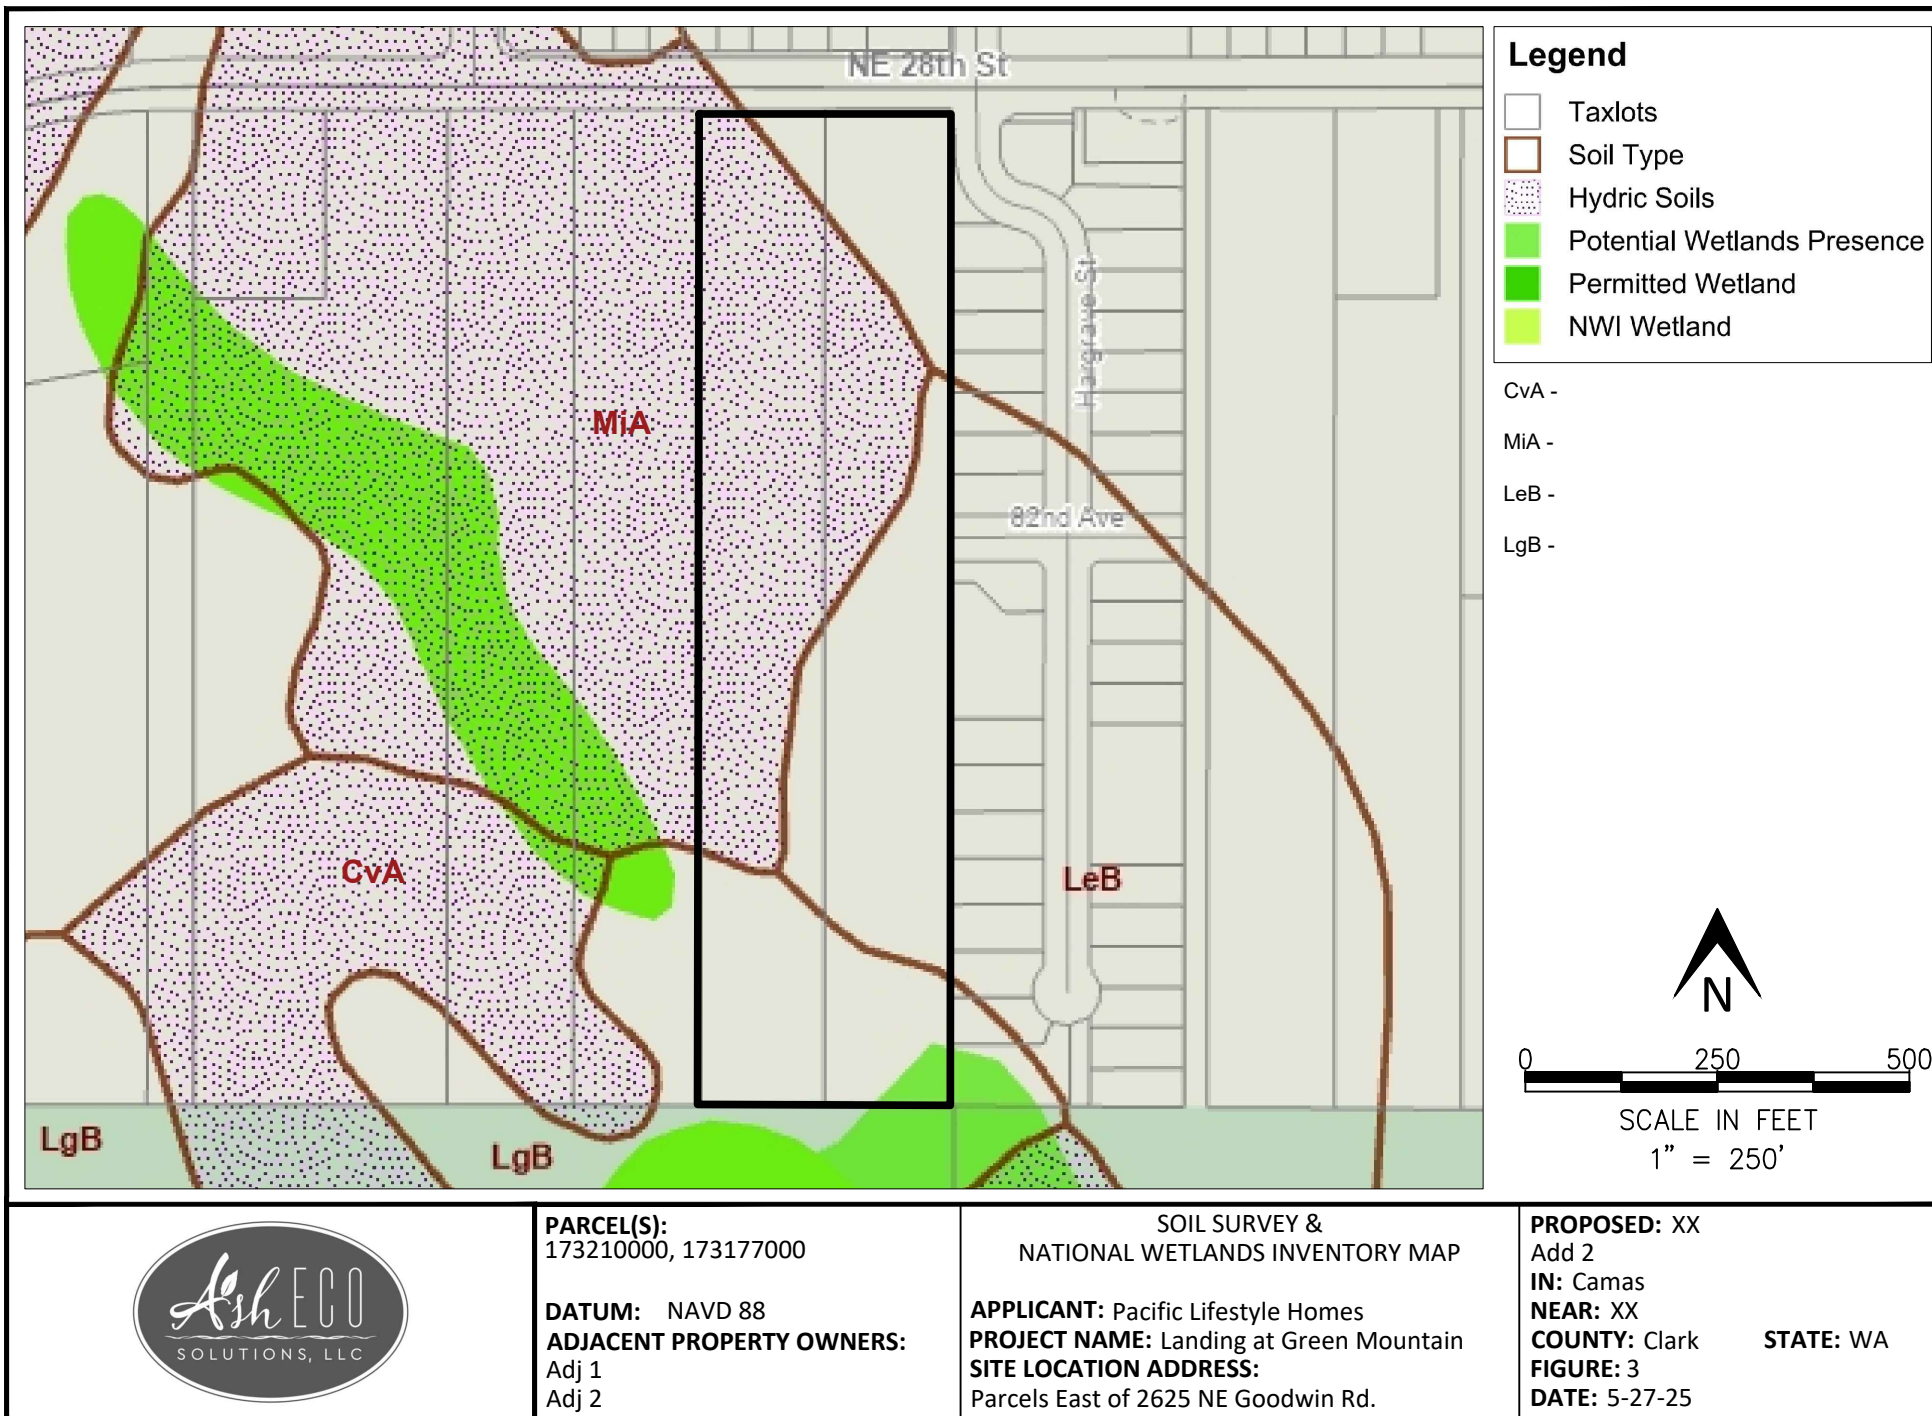 NE 28th St
Hargrave St
82nd Ave
MiA
CvA
LeB
LgB
LgB
Legend
Taxlots
Soil Type
Hydric Soils
Potential Wetlands Presence
Permitted Wetland
NWI Wetland
CvA -
MiA -
LeB -
LgB -
N
0 250 500
SCALE IN FEET
1" = 250'
Ash ECO
SOLUTIONS, LLC
PARCEL(S):
173210000, 173177000
DATUM: NAVD 88
ADJACENT PROPERTY OWNERS:
Adj 1
Adj 2
SOIL SURVEY &
NATIONAL WETLANDS INVENTORY MAP
APPLICANT: Pacific Lifestyle Homes
PROJECT NAME: Landing at Green Mountain
SITE LOCATION ADDRESS:
Parcels East of 2625 NE Goodwin Rd.
PROPOSED: XX
Add 2
IN: Camas
NEAR: XX
COUNTY: Clark STATE: WA
FIGURE: 3
DATE: 5-27-25